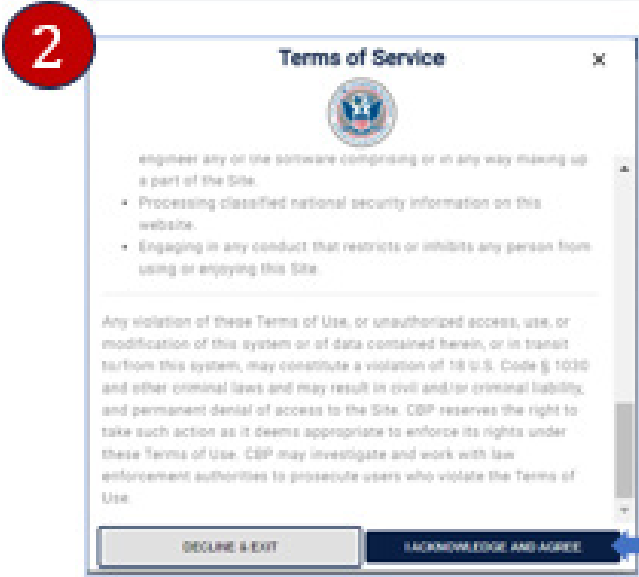 2
Terms of Service
×
engineer any of the software comprising or in any way making up
a part of the Site.
• Processing classified national security information on this
website.
• Engaging in any conduct that restricts or inhibits any person from
using or enjoying this Site.
Any violation of these Terms of Use, or unauthorized access, use, or
modification of this system or of data contained herein, or in transit
to/from this system, may constitute a violation of 18 U.S. Code § 1030
and other criminal laws and may result in civil and/or criminal liability,
and permanent denial of access to the Site. CBP reserves the right to
take such action as it deems appropriate to enforce its rights under
these Terms of Use. CBP may investigate and work with law
enforcement authorities to prosecute users who violate the Terms of
Use.
DECLINE & EXIT
I ACKNOWLEDGE AND AGREE